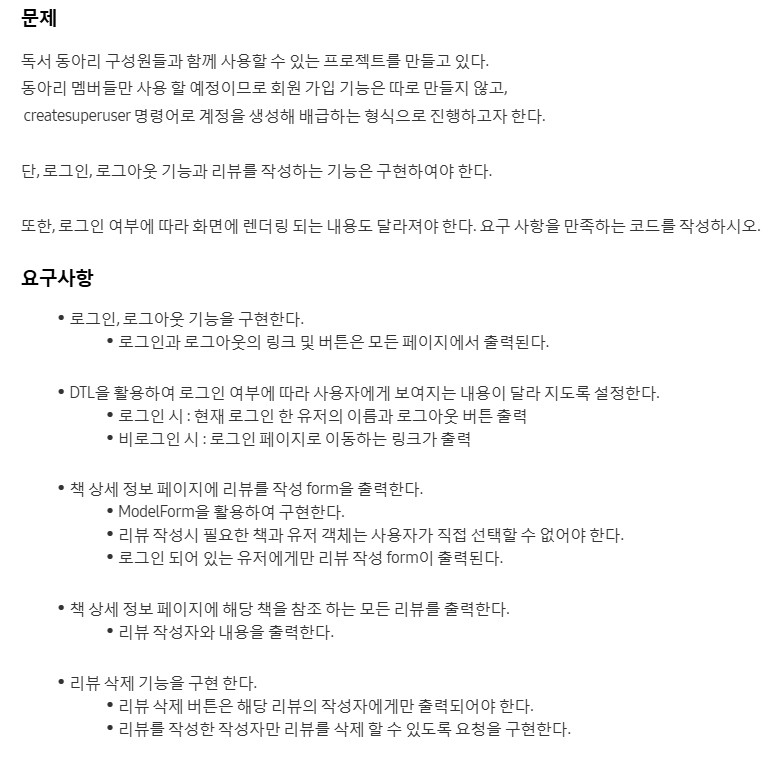 문제
독서 동아리 구성원들과 함께 사용할 수 있는 프로젝트를 만들고 있다.
동아리 멤버들만 사용 할 예정이므로 회원 가입 기능은 따로 만들지 않고,
createsuperuser 명령어로 계정을 생성해 배급하는 형식으로 진행하고자 한다.
단, 로그인, 로그아웃 기능과 리뷰를 작성하는 기능은 구현하여야 한다.
또한, 로그인 여부에 따라 화면에 렌더링 되는 내용도 달라져야 한다. 요구 사항을 만족하는 코드를 작성하시오.
요구사항
• 로그인, 로그아웃 기능을 구현한다.
• 로그인과 로그아웃의 링크 및 버튼은 모든 페이지에서 출력된다.
• DTL을 활용하여 로그인 여부에 따라 사용자에게 보여지는 내용이 달라 지도록 설정한다.
• 로그인 시 : 현재 로그인 한 유저의 이름과 로그아웃 버튼 출력
• 비로그인 시 : 로그인 페이지로 이동하는 링크가 출력
• 책 상세 정보 페이지에 리뷰를 작성 form을 출력한다.
• ModelForm을 활용하여 구현한다.
• 리뷰 작성시 필요한 책과 유저 객체는 사용자가 직접 선택할 수 없어야 한다.
• 로그인 되어 있는 유저에게만 리뷰 작성 form이 출력된다.
• 책 상세 정보 페이지에 해당 책을 참조 하는 모든 리뷰를 출력한다.
• 리뷰 작성자와 내용을 출력한다.
• 리뷰 삭제 기능을 구현 한다.
• 리뷰 삭제 버튼은 해당 리뷰의 작성자에게만 출력되어야 한다.
• 리뷰를 작성한 작성자만 리뷰를 삭제 할 수 있도록 요청을 구현한다.